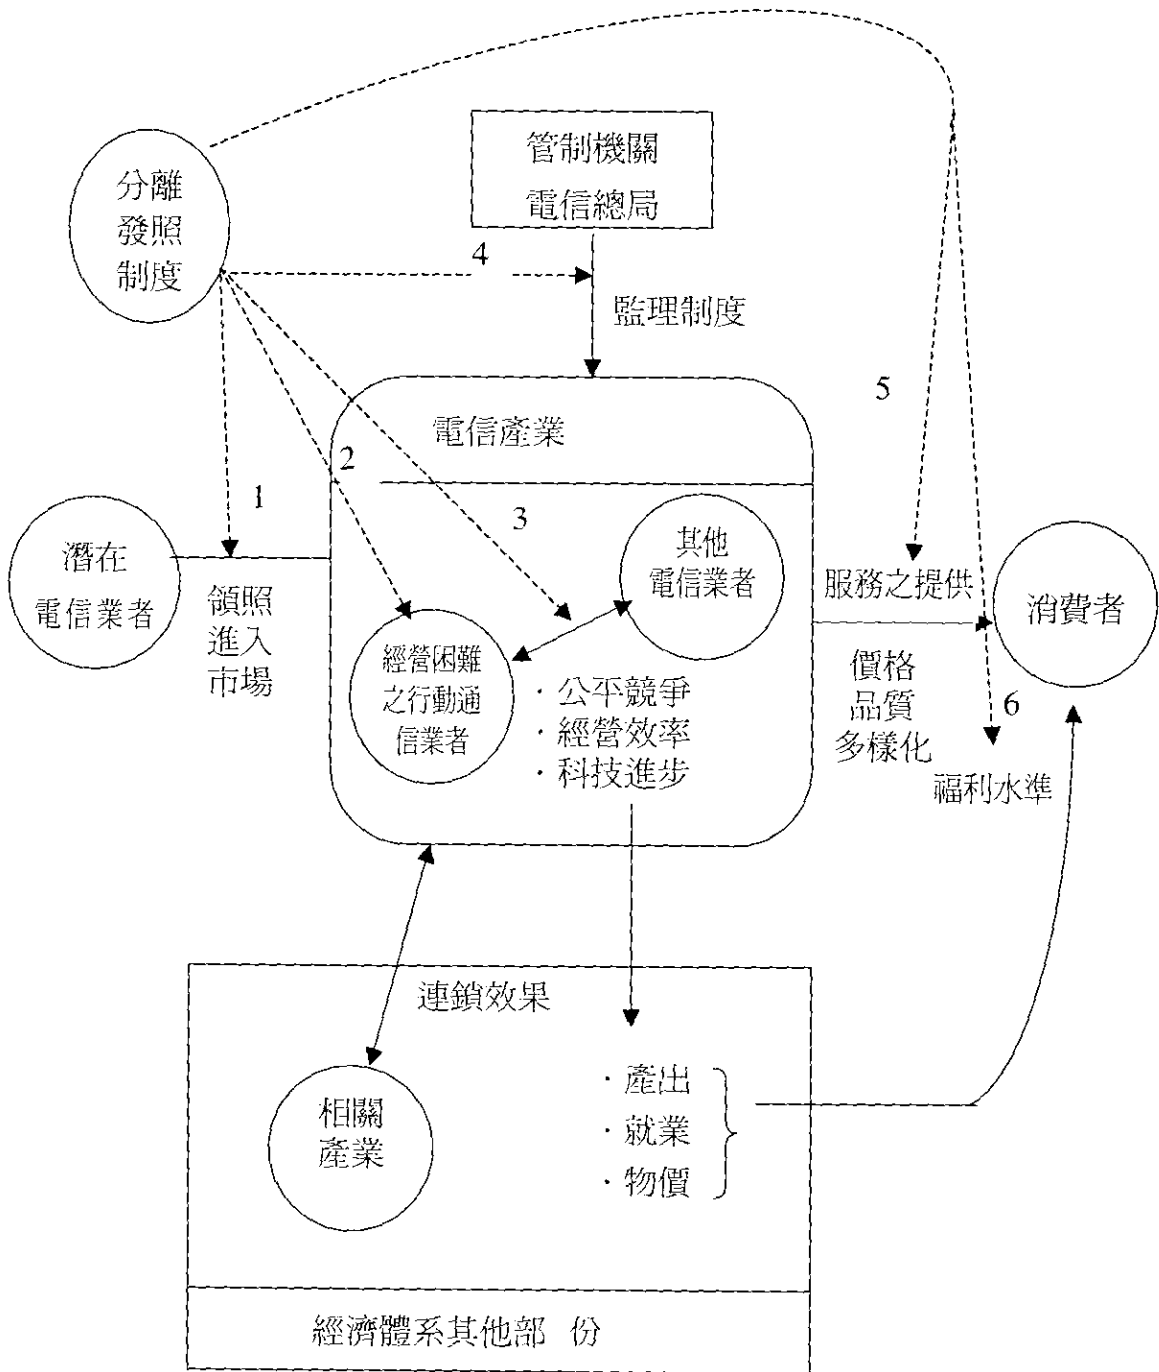 管制機關
電信總局
分離
發照
制度
4
監理制度
5
電信產業
2
1
3
潛在
電信業者
領照
進入
市場
其他
電信業者
經營困難
之行動通
信業者
・公平競爭
・經營效率
・科技進步
服務之提供
消費者
價格
品質
多樣化
6
福利水準
連鎖效果
相關
產業
・產出
・就業
・物價
經濟體系其他部 份